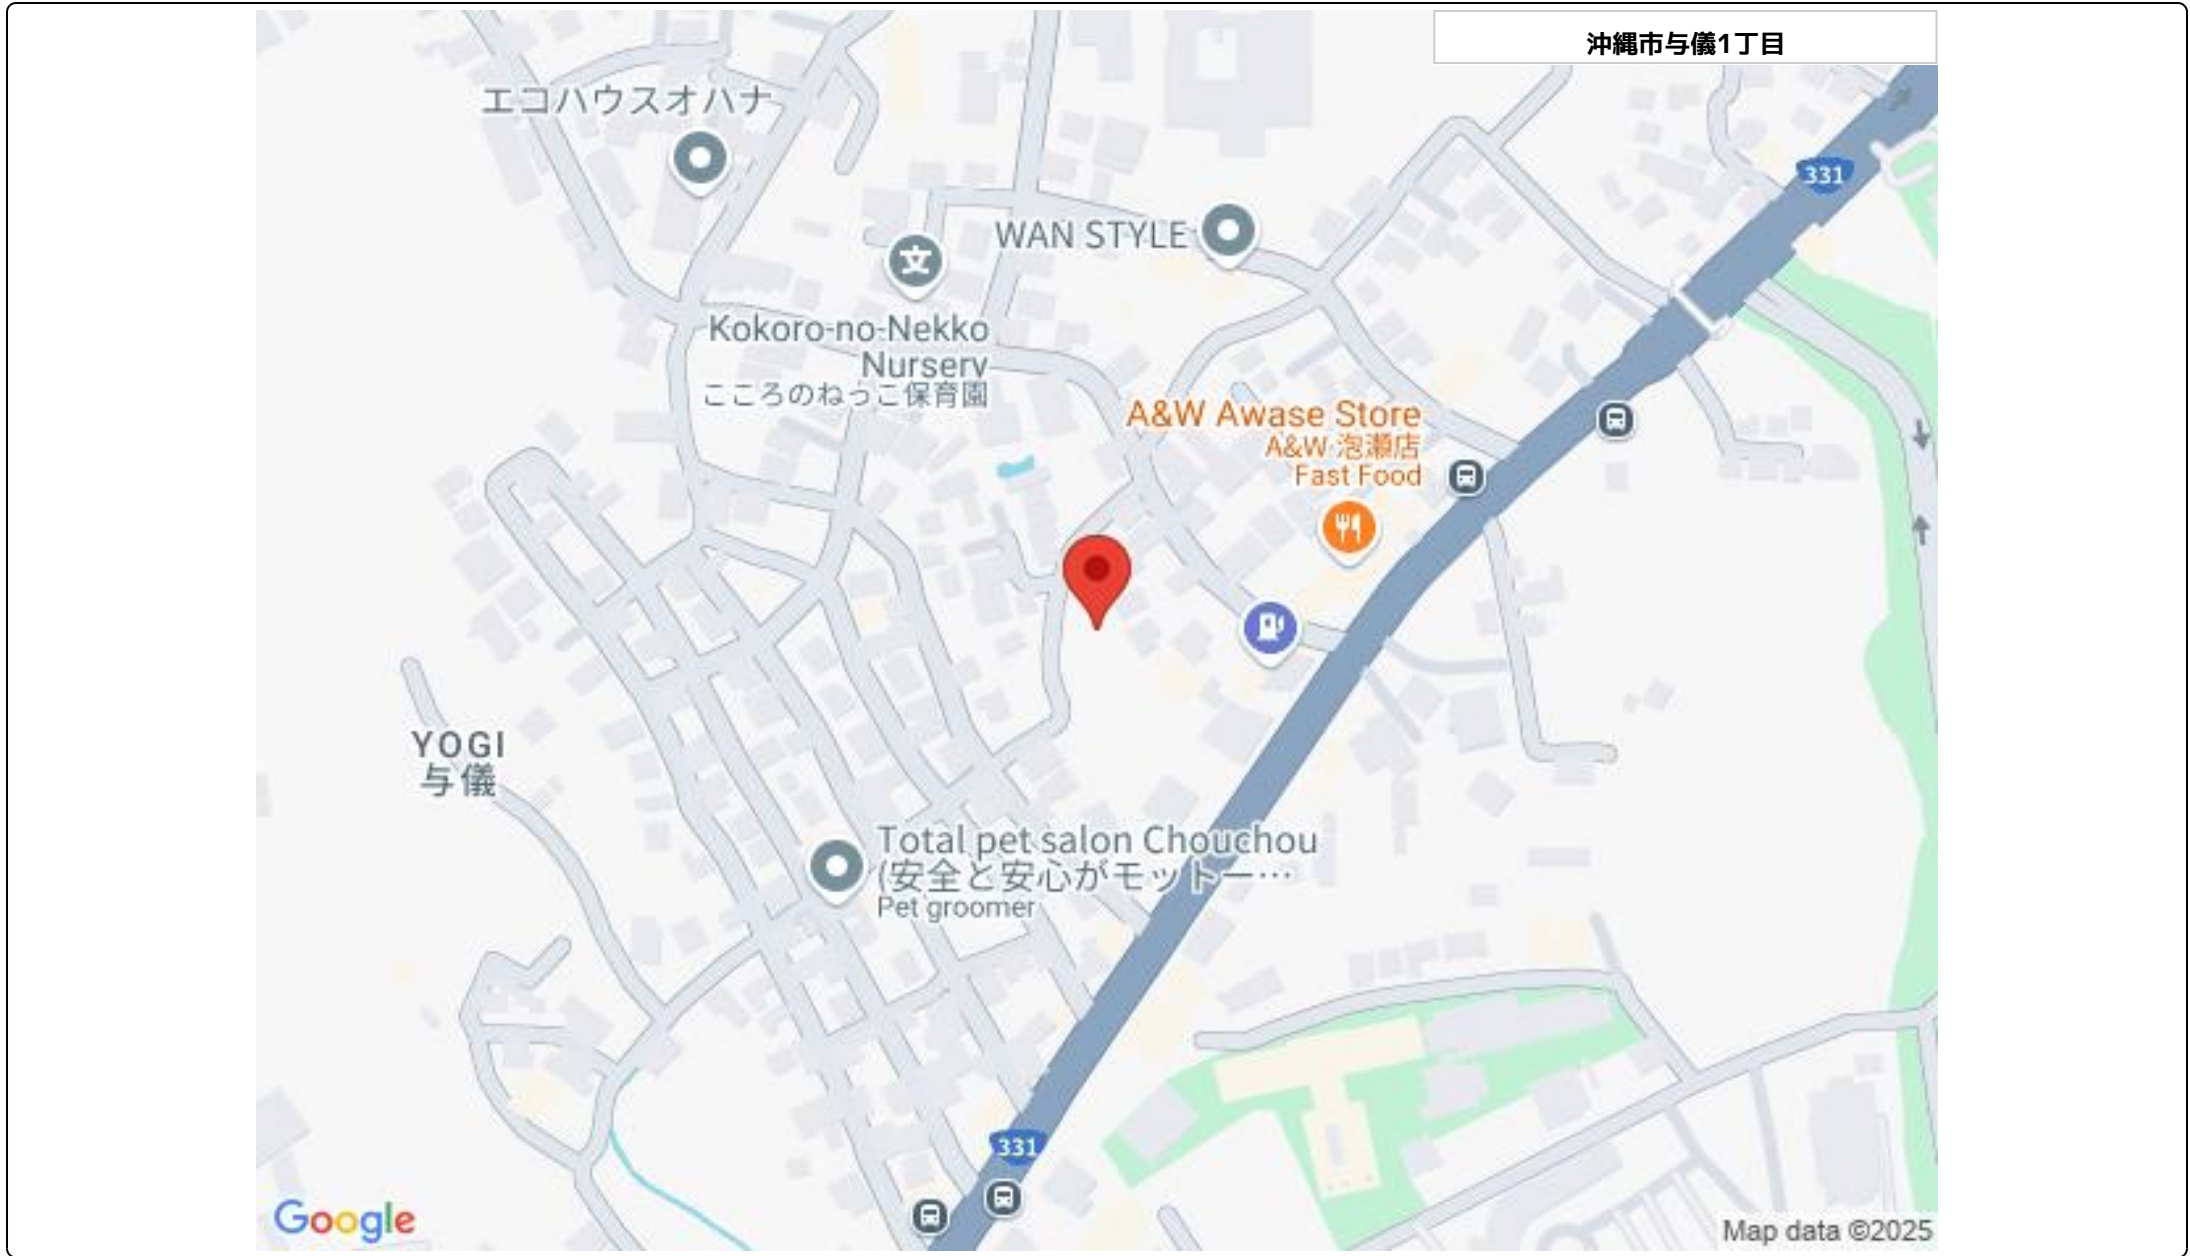 沖縄市与儀1丁目
エコハウスオハナ
331
WAN STYLE
文
Kokoro-no-Nekko
Nursery
こころのねっこ保育園
A&W Awase Store
A&W 泡瀬店
Fast Food
YOGI
与儀
Total pet salon Chouchou
(安全と安心がモットー…
Pet groomer
331
Google
Map data ©2025